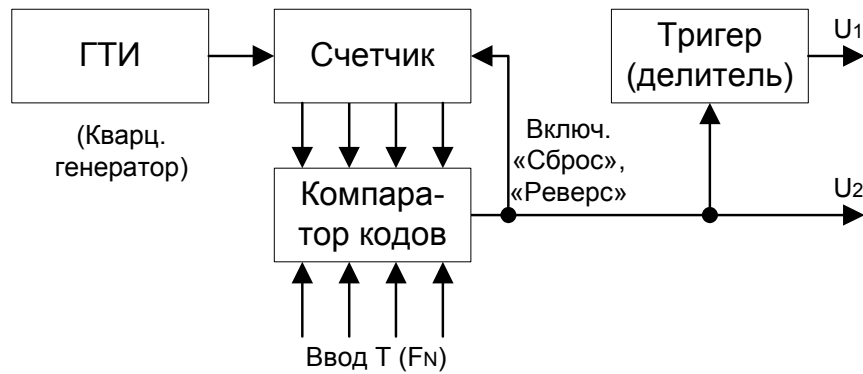 ГТИ
Счетчик
Тригер
(делитель)
U1
(Кварц.
генератор)
Включ.
«Сброс»,
«Реверс»
Компара-
тор кодов
U2
Ввод T (FN)